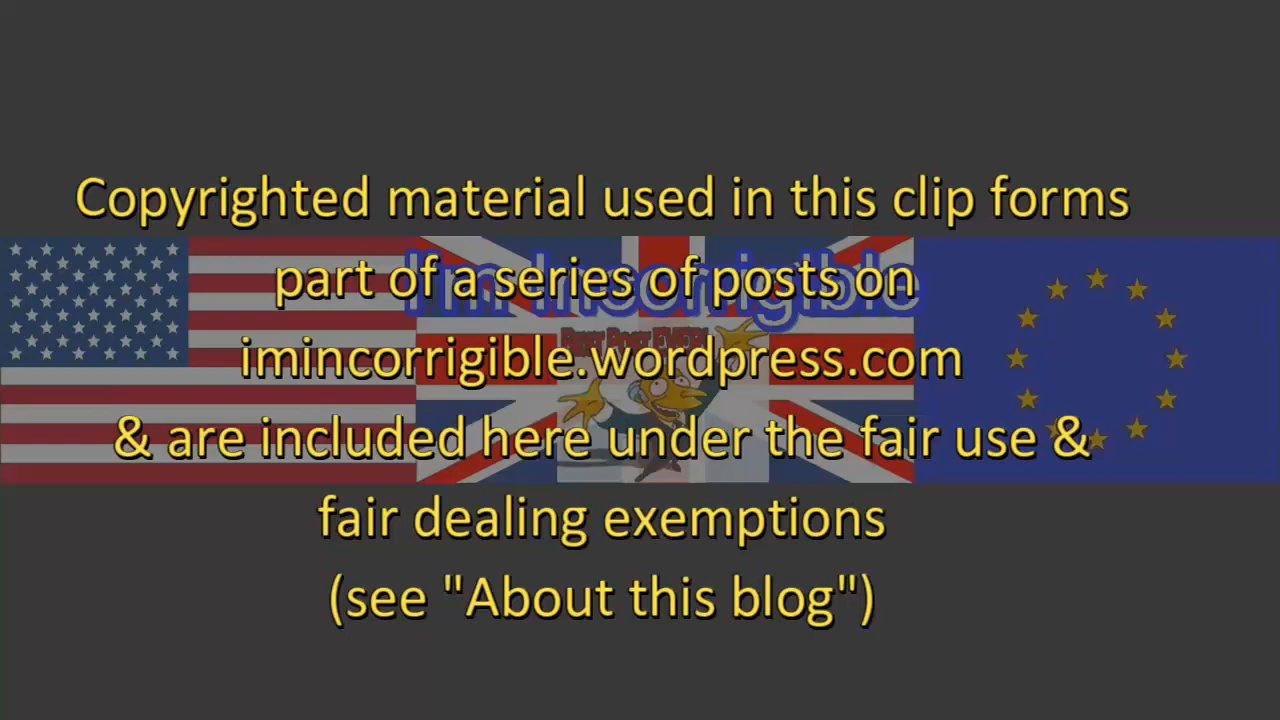 Copyrighted material used in this clip forms
part of a series of posts on
I'm Incorrigible
imincorrigible.wordpress.com
& are included here under the fair use &
fair dealing exemptions
(see "About this blog")